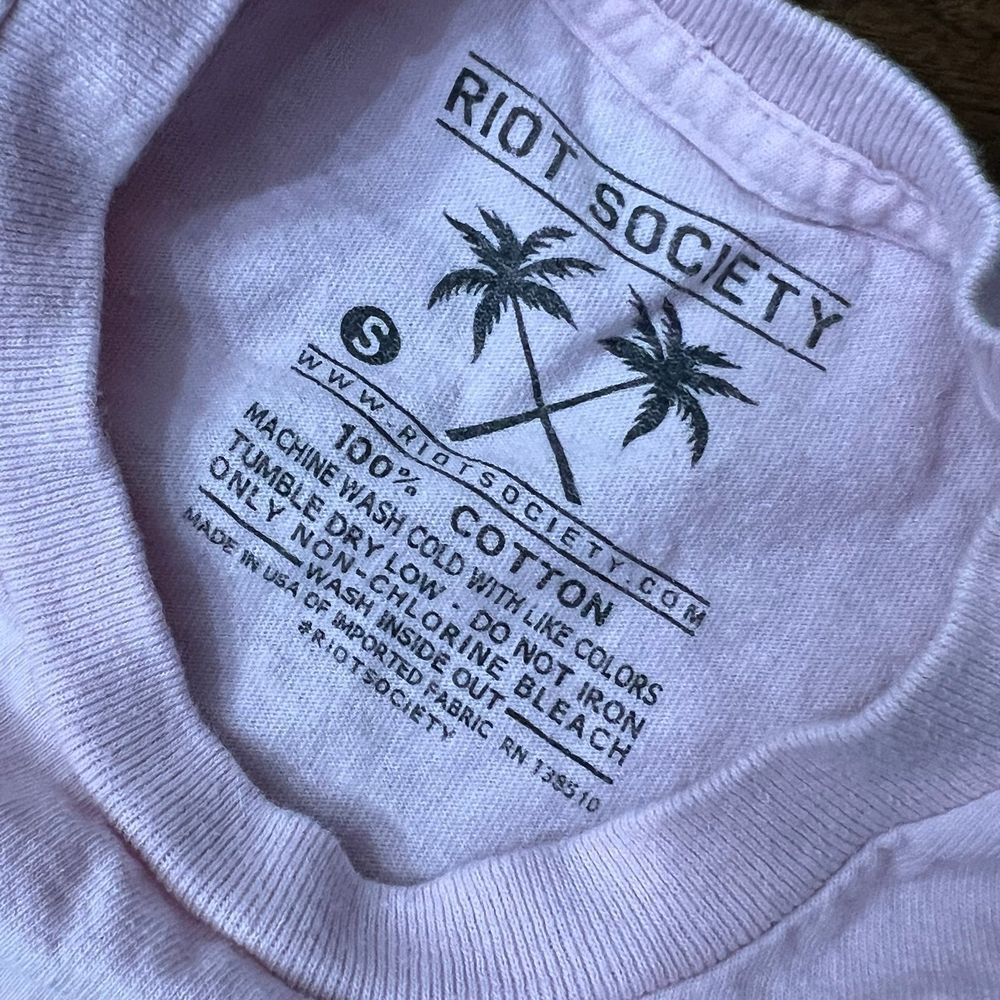 RIOT SOCIETY
S
WWW.RIOTSOCIETY.COM
100% COTTON
MACHINE WASH COLD WITH LIKE COLORS
TUMBLE DRY LOW - DO NOT IRON
ONLY NON-CHLORINE BLEACH
WASH INSIDE OUT
MADE IN USA OF IMPORTED FABRIC RN 138510
#RIOTSOCIETY